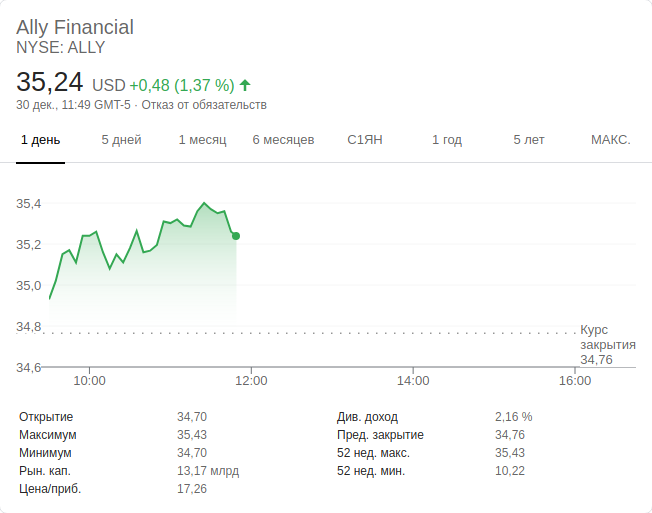 Ally Financial
NYSE: ALLY
35,24 USD +0,48 (1,37 %)
30 дек., 11:49 GMT-5 · Отказ от обязательств
1 день 5 дней 1 месяц 6 месяцев С1ЯН 1 год 5 лет МАКС.
35,4
35,2
35,0
34,8
Курс
закрытия
34,76
34,6
10:00 12:00 14:00 16:00
Открытие 34,70 Див. доход 2,16 %
Максимум 35,43 Пред. закрытие 34,76
Минимум 34,70 52 нед. макс. 35,43
Рын. кап. 13,17 млрд 52 нед. мин. 10,22
Цена/приб. 17,26